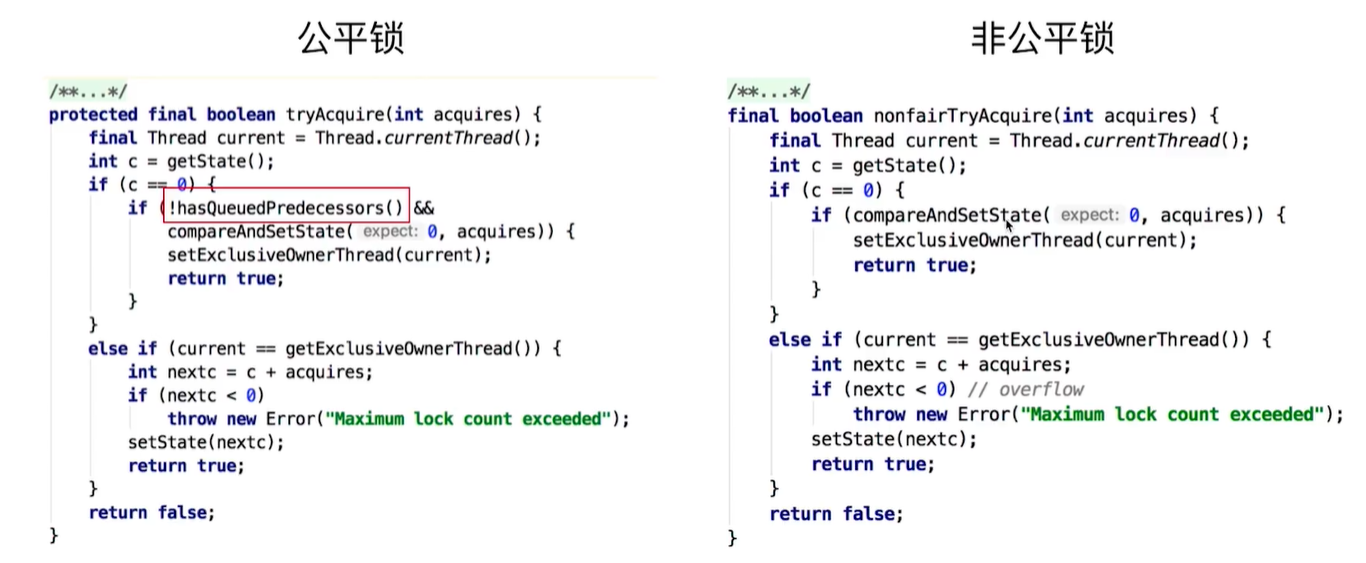 公平锁
/**...*/
protected final boolean tryAcquire(int acquires) {
final Thread current = Thread.currentThread();
int c = getState();
if (c == 0) {
if (!hasQueuedPredecessors() &&
compareAndSetState( expect: 0, acquires)) {
setExclusiveOwnerThread(current);
return true;
}
}
else if (current == getExclusiveOwnerThread()) {
int nextc = c + acquires;
if (nextc < 0)
throw new Error("Maximum lock count exceeded");
setState(nextc);
return true;
}
return false;
}
非公平锁
/**...*/
final boolean nonfairTryAcquire(int acquires) {
final Thread current = Thread.currentThread();
int c = getState();
if (c == 0) {
if (compareAndSetState( expect: 0, acquires)) {
setExclusiveOwnerThread(current);
return true;
}
}
else if (current == getExclusiveOwnerThread()) {
int nextc = c + acquires;
if (nextc < 0) // overflow
throw new Error("Maximum lock count exceeded");
setState(nextc);
return true;
}
return false;
}